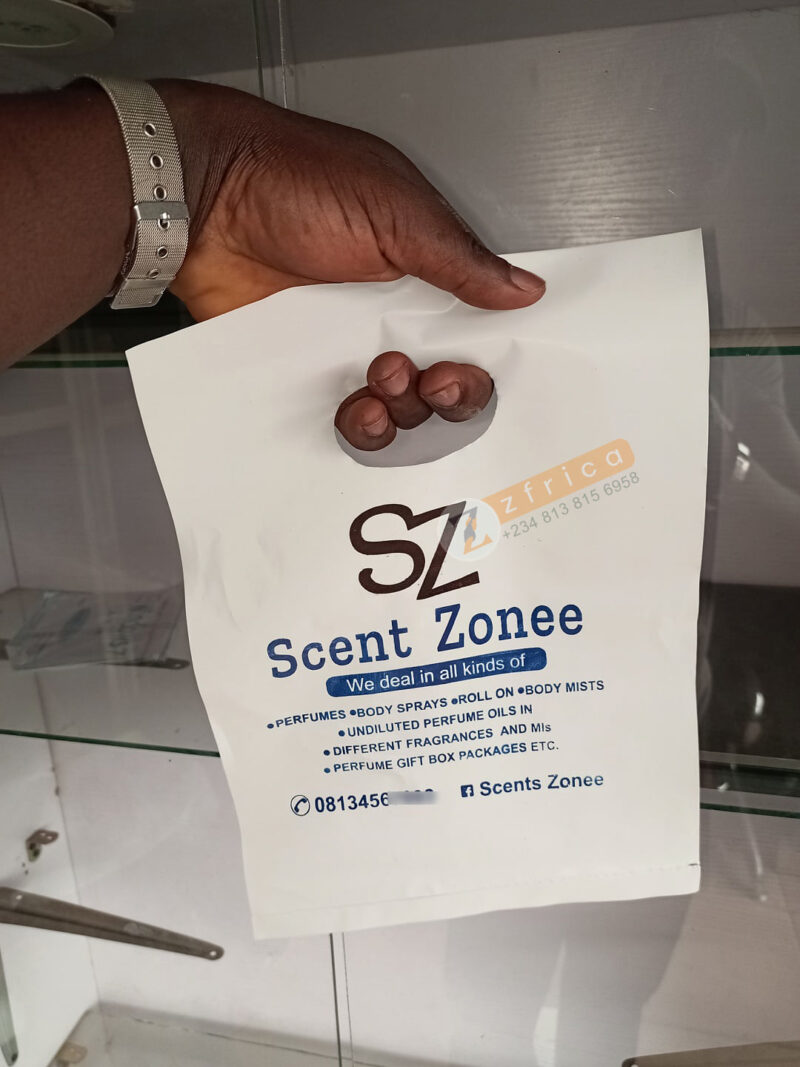 zfrica
+234 813 815 6958
SZ
Scent Zonee
We deal in all kinds of
•PERFUMES •BODY SPRAYS •ROLL ON •BODY MISTS
•UNDILUTED PERFUME OILS IN
•DIFFERENT FRAGRANCES AND Mls
•PERFUME GIFT BOX PACKAGES ETC.
Scents Zonee